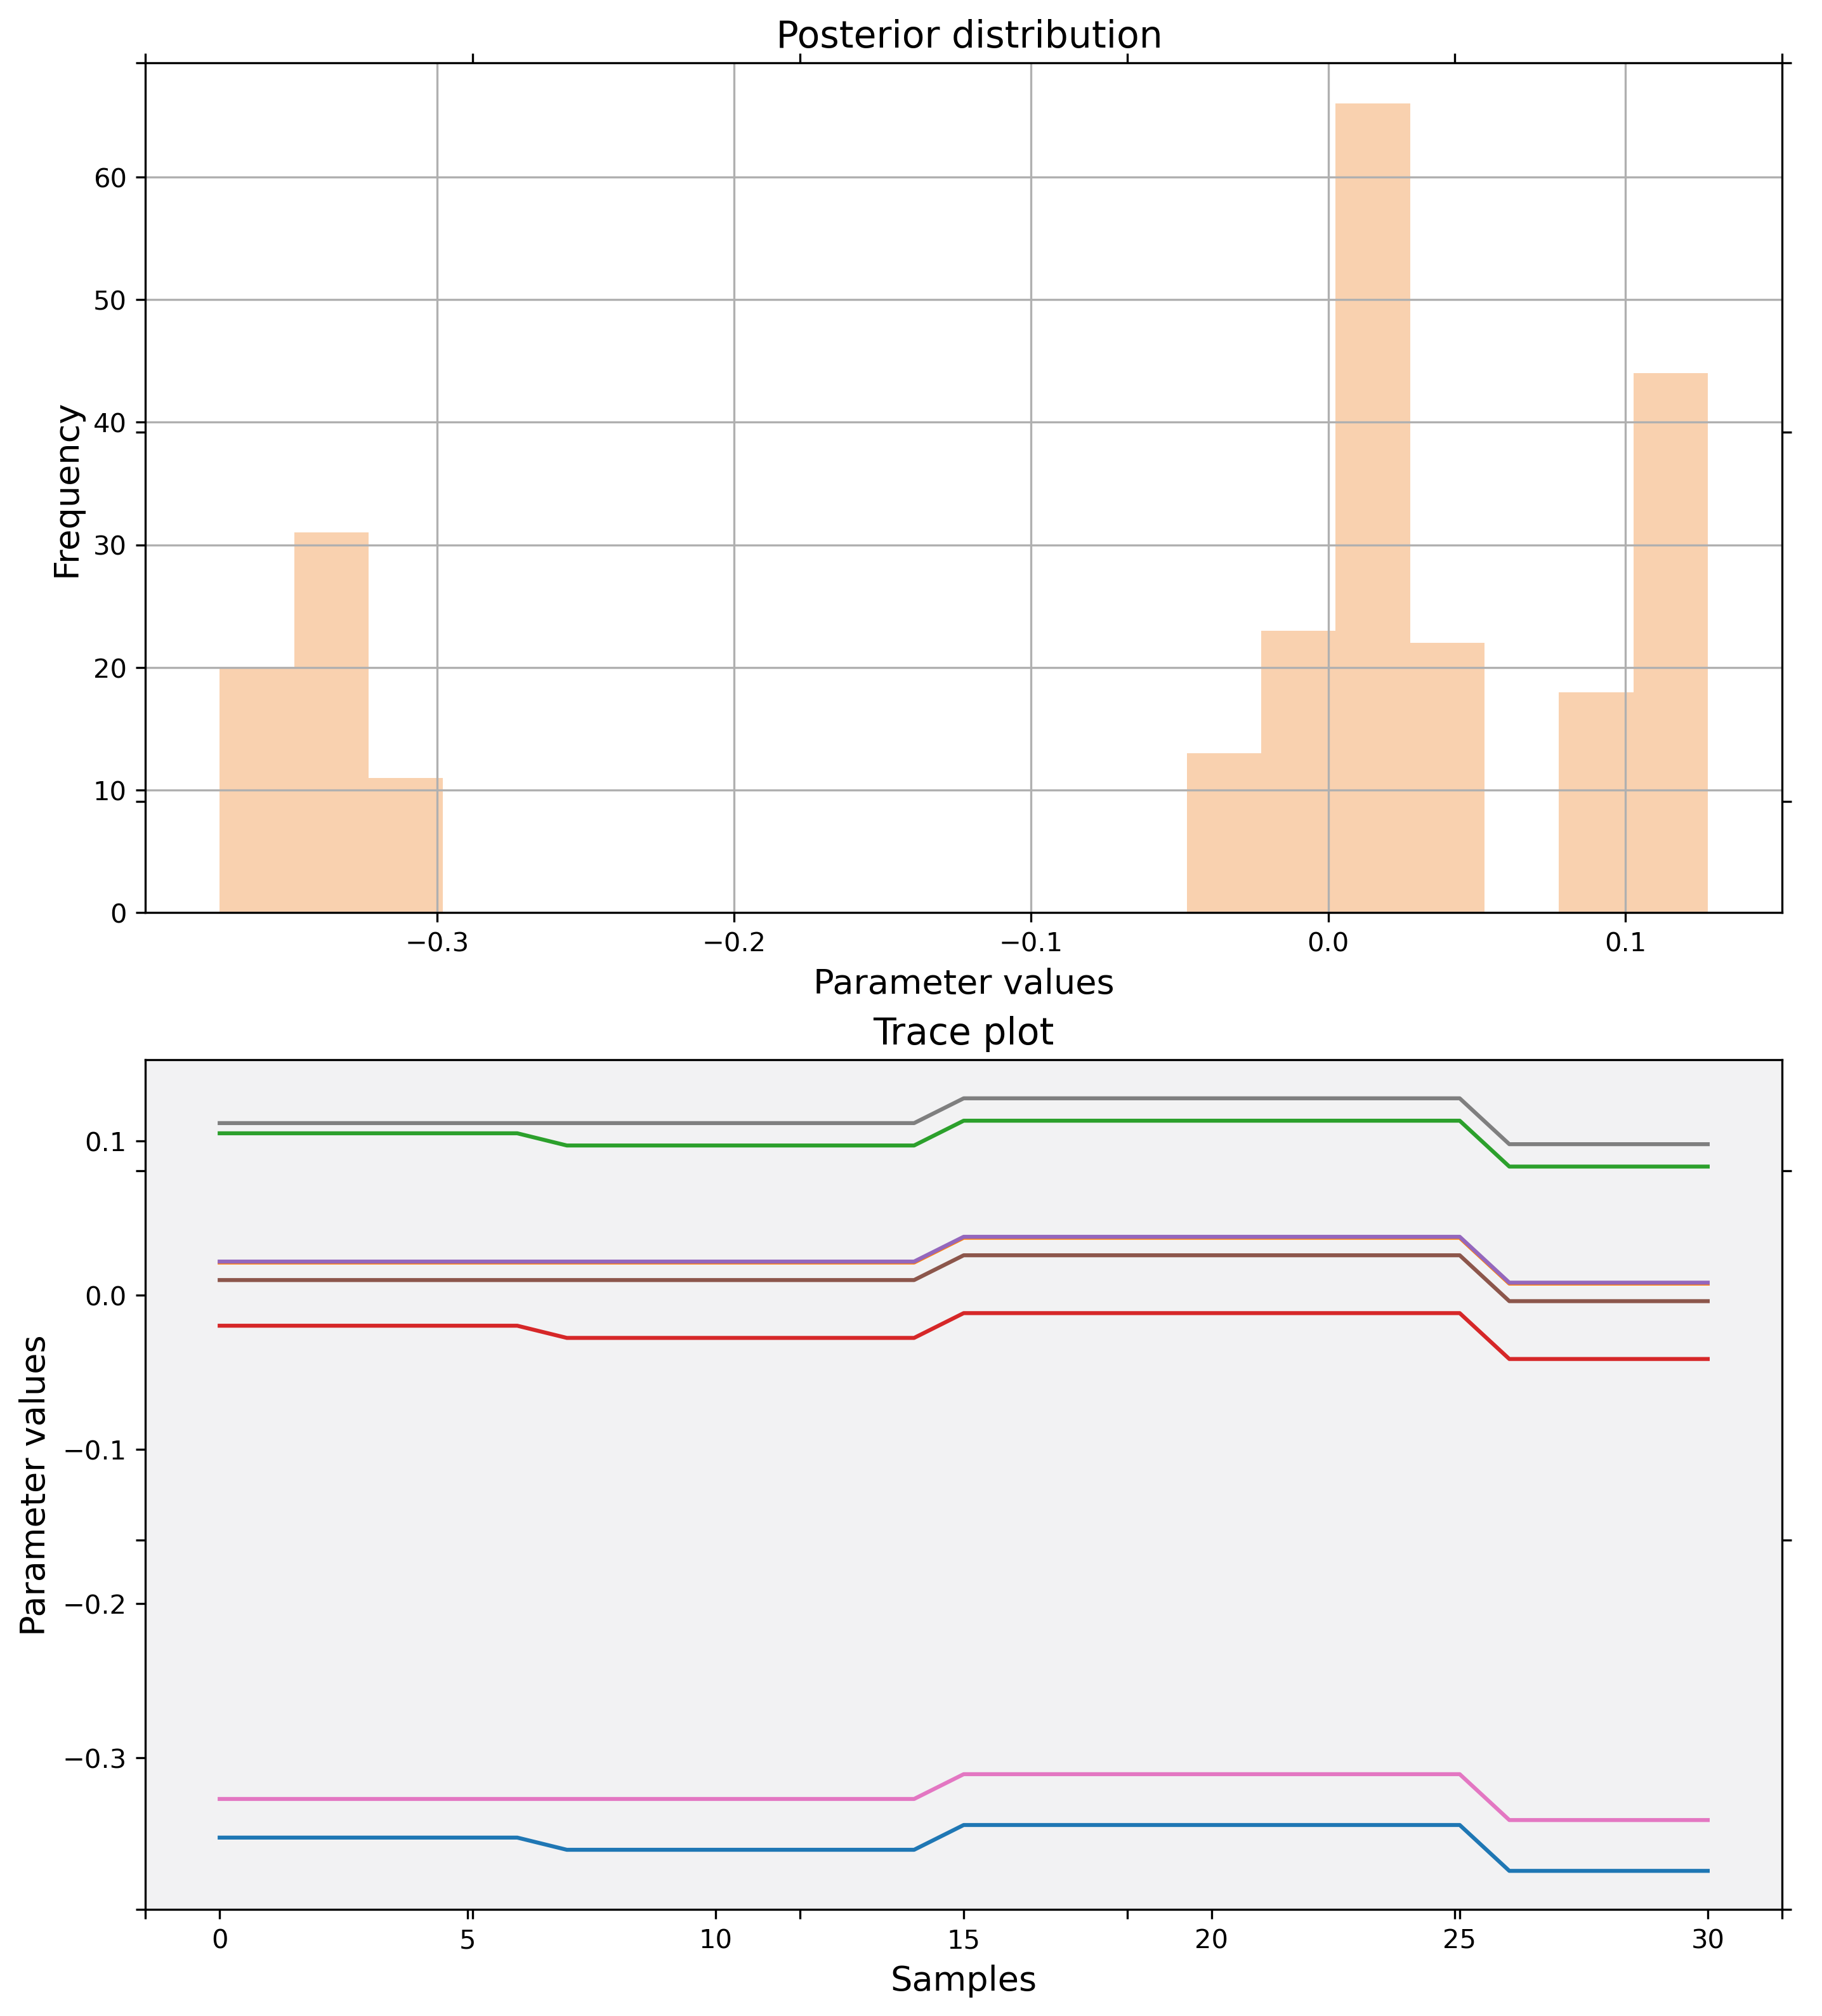 Posterior distribution
60
50
40
30
20
10
0
Frequency
−0.3 −0.2 −0.1 0.0 0.1
Parameter values
Trace plot
0.1
0.0
−0.1
−0.2
−0.3
Parameter values
0 5 10 15 20 25 30
Samples